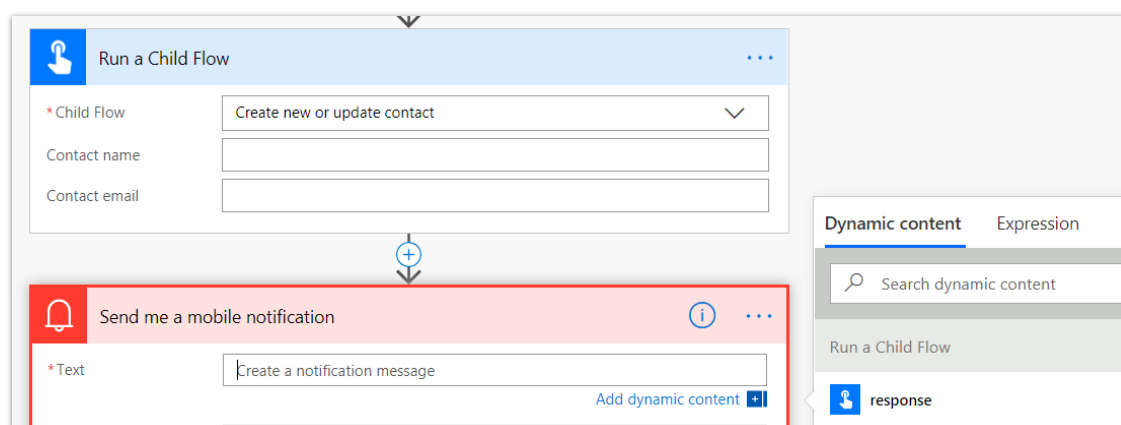 Run a Child Flow
* Child Flow
Create new or update contact
Contact name
Contact email
Send me a mobile notification
* Text
Create a notification message
Add dynamic content
Dynamic content Expression
Search dynamic content
Run a Child Flow
response